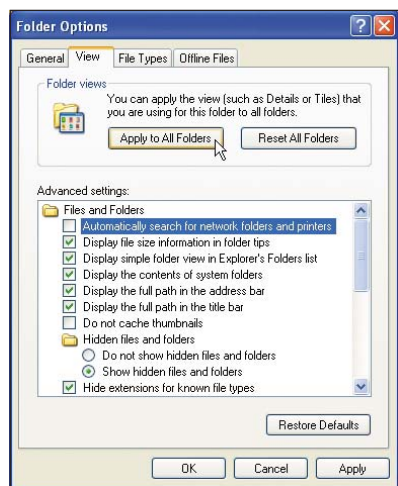 Folder Options
General View File Types Offline Files
Folder views
You can apply the view (such as Details or Tiles) that
you are using for this folder to all folders.
Apply to All Folders Reset All Folders
Advanced settings:
Files and Folders
Automatically search for network folders and printers
Display file size information in folder tips
Display simple folder view in Explorer's Folders list
Display the contents of system folders
Display the full path in the address bar
Display the full path in the title bar
Do not cache thumbnails
Hidden files and folders
Do not show hidden files and folders
Show hidden files and folders
Hide extensions for known file types
Restore Defaults
OK Cancel Apply